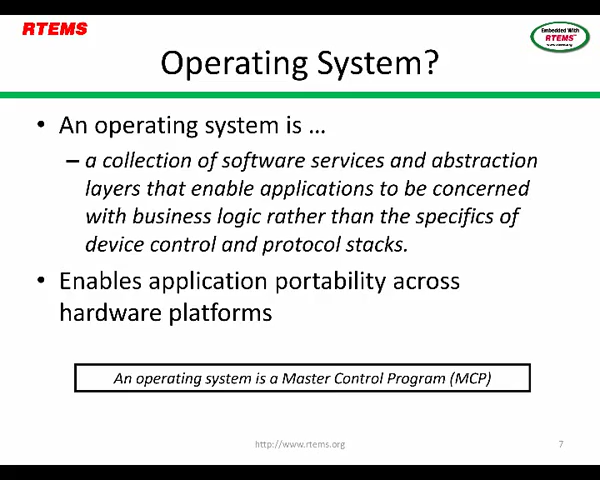 RTEMS
Embedded With
RTEMS
Operating System?
• An operating system is …
– a collection of software services and abstraction
layers that enable applications to be concerned
with business logic rather than the specifics of
device control and protocol stacks.
• Enables application portability across
hardware platforms
An operating system is a Master Control Program (MCP)
http://www.rtems.org
7